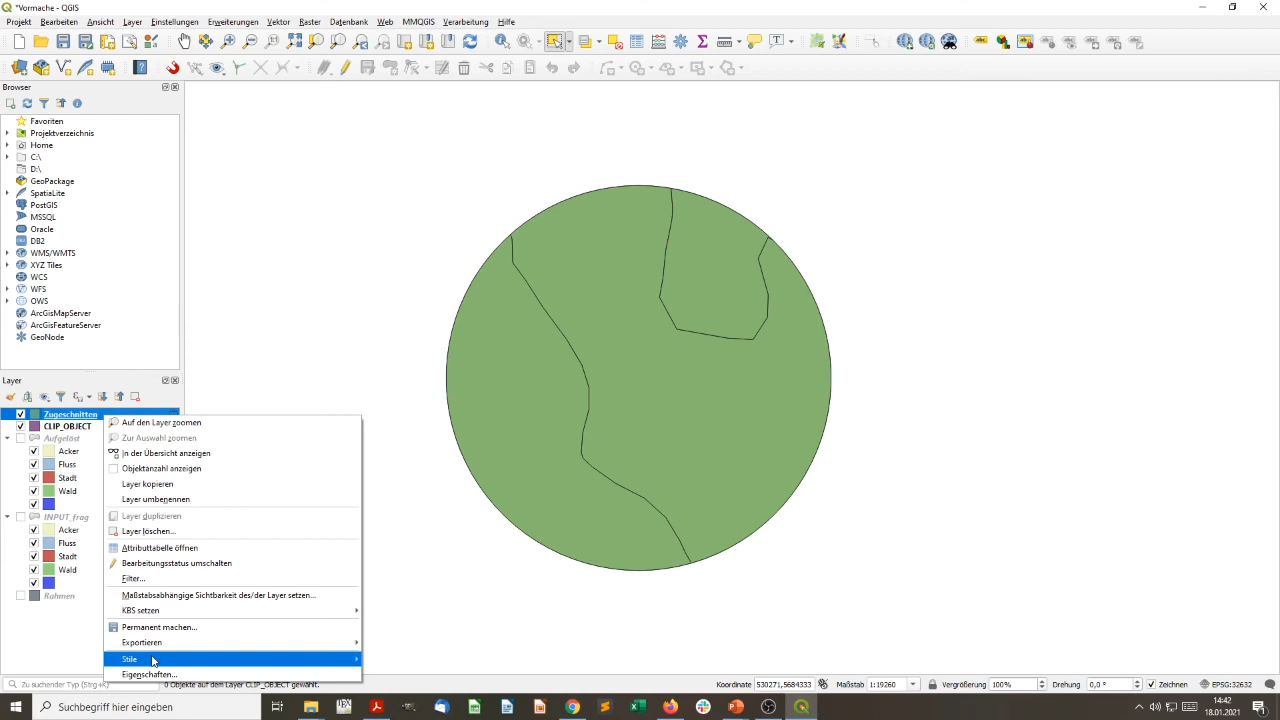 *Vormache - QGIS
Projekt Bearbeiten Ansicht Layer Einstellungen Erweiterungen Vektor Raster Datenbank Web MMQGIS Verarbeitung Hilfe
Browser
Favoriten
Projektverzeichnis
Home
C:\
D:\
GeoPackage
SpatiaLite
PostGIS
MSSQL
Oracle
DB2
WMS/WMTS
XYZ Tiles
WCS
WFS
OWS
ArcGisMapServer
ArcGisFeatureServer
GeoNode
Layer
Zugeschnitten
CLIP_OBJECT
Aufgelöst
Acker
Fluss
Stadt
Wald
INPUT_frag
Acker
Fluss
Stadt
Wald
Rahmen
Auf den Layer zoomen
Zur Auswahl zoomen
In der Übersicht anzeigen
Objektanzahl anzeigen
Layer kopieren
Layer umbenennen
Layer duplizieren
Layer löschen...
Attributtabelle öffnen
Bearbeitungsstatus umschalten
Filter...
Maßstabsabhängige Sichtbarkeit des/der Layer setzen...
KBS setzen
Permanent machen...
Exportieren
Stile
Eigenschaften...
Zu suchender Typ (Strg+K) 0 Objekte auf dem Layer CLIP_OBJECT gewählt. Koordinate 530271,5684333 Maßstab 1:19260 Vergrößerung 100% Drehung 0,0 ° Zeichnen EPSG:32632
Suchbegriff hier eingeben
14:42
18.01.2021